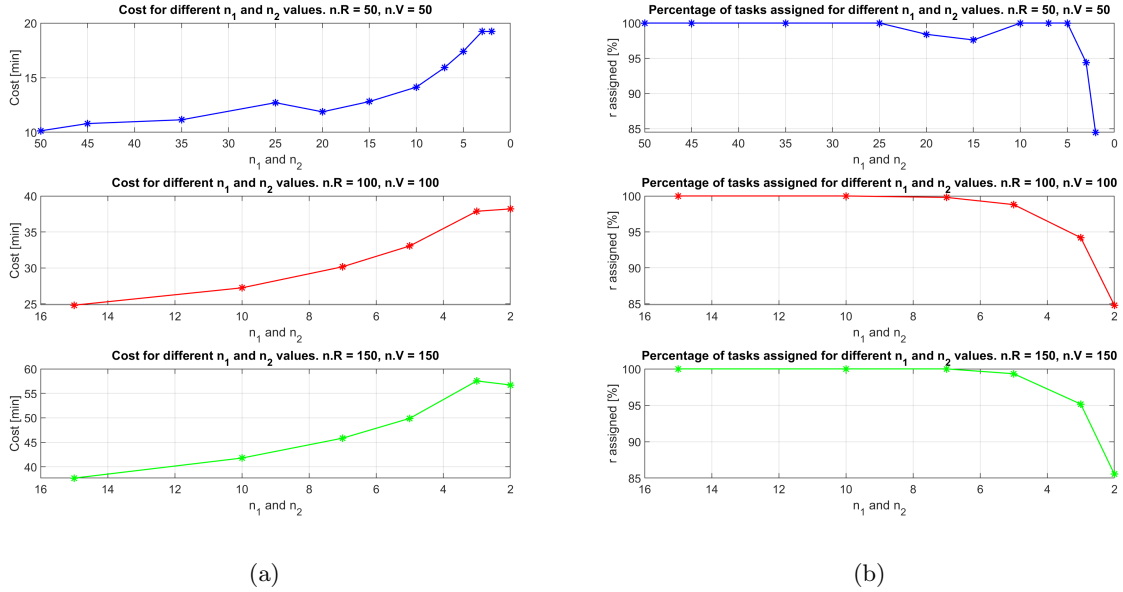 Cost for different n1 and n2 values. n.R = 50, n.V = 50
20
15
10
Cost [min]
50 45 40 35 30 25 20 15 10 5 0
n1 and n2
Cost for different n1 and n2 values. n.R = 100, n.V = 100
40
35
30
25
Cost [min]
16 14 12 10 8 6 4 2
n1 and n2
Cost for different n1 and n2 values. n.R = 150, n.V = 150
60
55
50
45
40
Cost [min]
16 14 12 10 8 6 4 2
n1 and n2
(a)
Percentage of tasks assigned for different n1 and n2 values. n.R = 50, n.V = 50
100
95
90
85
r assigned [%]
50 45 40 35 30 25 20 15 10 5 0
n1 and n2
Percentage of tasks assigned for different n1 and n2 values. n.R = 100, n.V = 100
100
95
90
85
r assigned [%]
16 14 12 10 8 6 4 2
n1 and n2
Percentage of tasks assigned for different n1 and n2 values. n.R = 150, n.V = 150
100
95
90
85
r assigned [%]
16 14 12 10 8 6 4 2
n1 and n2
(b)